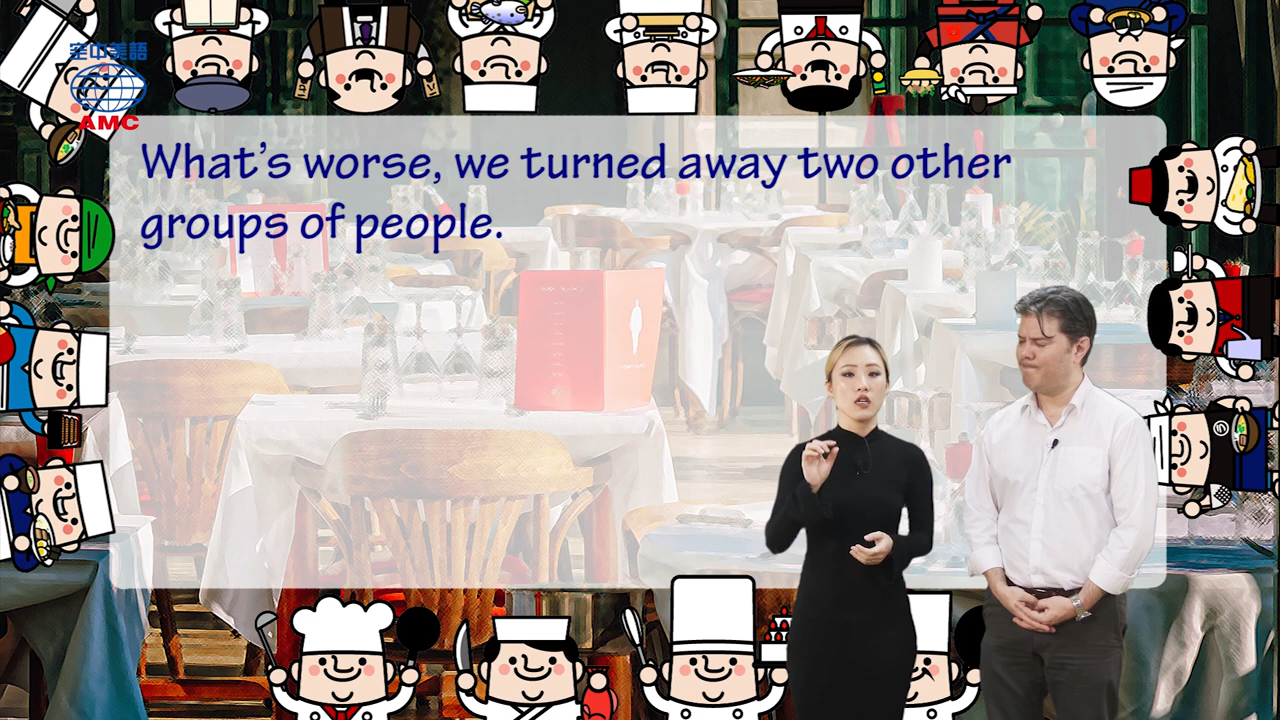 空中美語
AMC
What's worse, we turned away two other
groups of people.